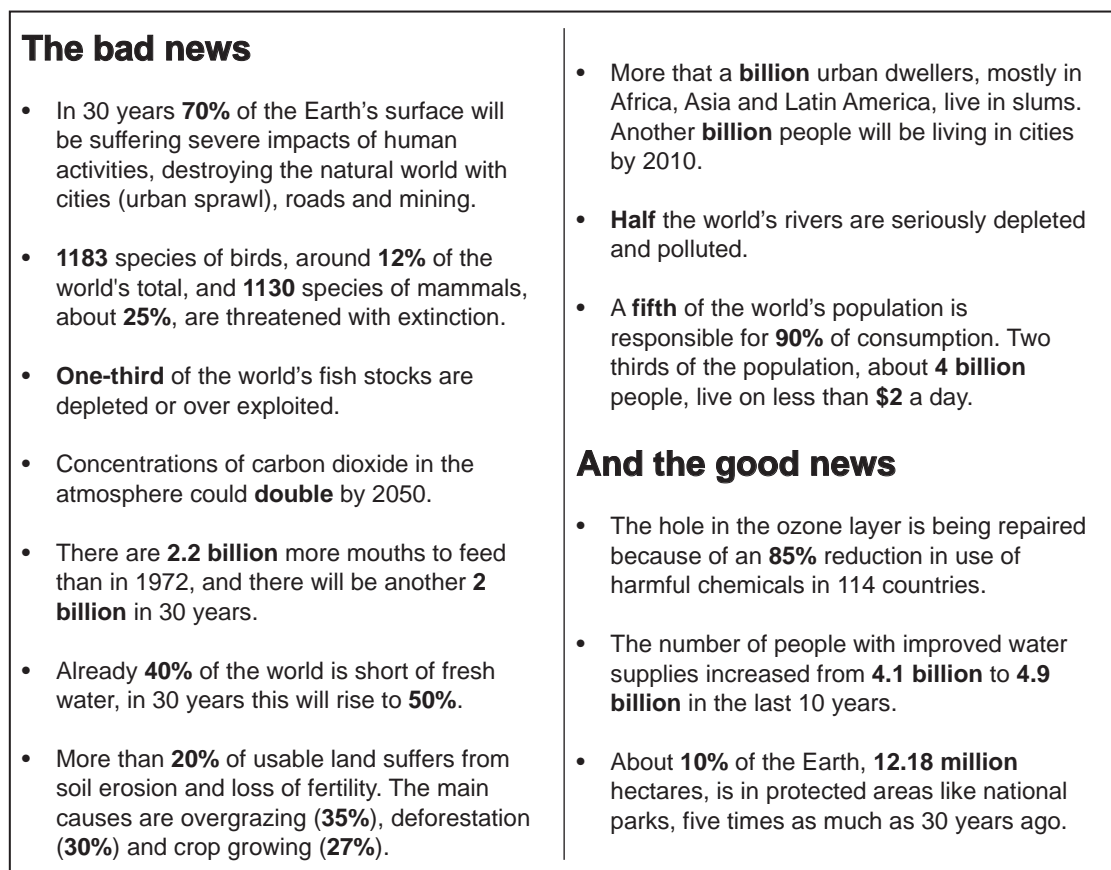 The bad news
• In 30 years 70% of the Earth’s surface will
be suffering severe impacts of human
activities, destroying the natural world with
cities (urban sprawl), roads and mining.
• 1183 species of birds, around 12% of the
world's total, and 1130 species of mammals,
about 25%, are threatened with extinction.
• One-third of the world’s fish stocks are
depleted or over exploited.
• Concentrations of carbon dioxide in the
atmosphere could double by 2050.
• There are 2.2 billion more mouths to feed
than in 1972, and there will be another 2
billion in 30 years.
• Already 40% of the world is short of fresh
water, in 30 years this will rise to 50%.
• More than 20% of usable land suffers from
soil erosion and loss of fertility. The main
causes are overgrazing (35%), deforestation
(30%) and crop growing (27%).
• More that a billion urban dwellers, mostly in
Africa, Asia and Latin America, live in slums.
Another billion people will be living in cities
by 2010.
• Half the world’s rivers are seriously depleted
and polluted.
• A fifth of the world’s population is
responsible for 90% of consumption. Two
thirds of the population, about 4 billion
people, live on less than $2 a day.
And the good news
• The hole in the ozone layer is being repaired
because of an 85% reduction in use of
harmful chemicals in 114 countries.
• The number of people with improved water
supplies increased from 4.1 billion to 4.9
billion in the last 10 years.
• About 10% of the Earth, 12.18 million
hectares, is in protected areas like national
parks, five times as much as 30 years ago.